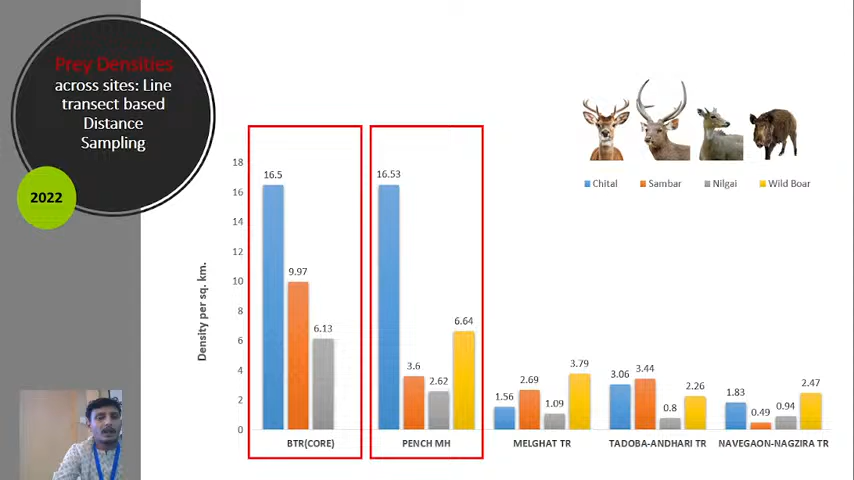 Prey Densities
across sites: Line
transect based
Distance
Sampling
2022
Chital Sambar Nilgai Wild Boar
Density per sq. km.
18
16
14
12
10
8
6
4
2
0
16.5 9.97 6.13
16.53 3.6 2.62 6.64
1.56 2.69 1.09 3.79
3.06 3.44 0.8 2.26
1.83 0.49 0.94 2.47
BTR(CORE) PENCH MH MELGHAT TR TADOBA-ANDHARI TR NAVEGAON-NAGZIRA TR